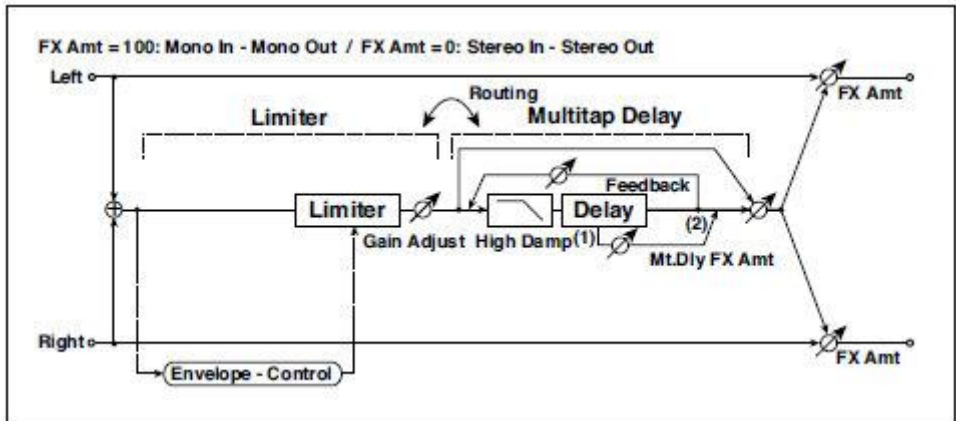 FX Amt = 100: Mono In - Mono Out / FX Amt = 0: Stereo In - Stereo Out
Left
FX Amt
Routing
Limiter
Multitap Delay
Feedback
Limiter
Delay
Gain Adjust
High Damp
(1)
(2)
Mt.Dly FX Amt
Right
FX Amt
Envelope - Control